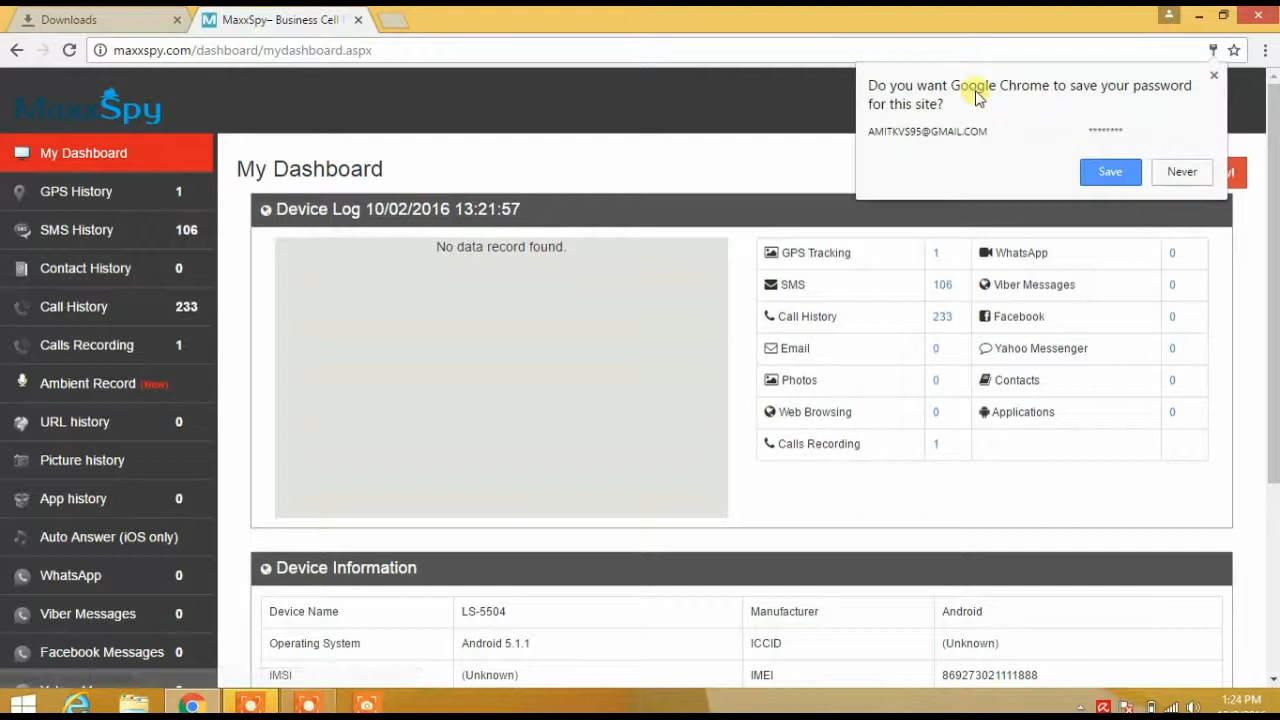 Downloads
MaxxSpy– Business Cell
maxxspy.com/dashboard/mydashboard.aspx
Do you want Google Chrome to save your password
for this site?
AMITKVS95@GMAIL.COM ********
Save Never
MaxxSpy
My Dashboard
GPS History 1
SMS History 106
Contact History 0
Call History 233
Calls Recording 1
Ambient Record (New)
URL history 0
Picture history
App history 0
Auto Answer (iOS only)
WhatsApp 0
Viber Messages 0
Facebook Messages 0
My Dashboard
Device Log 10/02/2016 13:21:57
No data record found.
GPS Tracking 1 WhatsApp 0
SMS 106 Viber Messages 0
Call History 233 Facebook 0
Email 0 Yahoo Messenger 0
Photos 0 Contacts 0
Web Browsing 0 Applications 0
Calls Recording 1
Device Information
Device Name LS-5504 Manufacturer Android
Operating System Android 5.1.1 ICCID (Unknown)
IMSI (Unknown) IMEI 869273021111888
1:24 PM